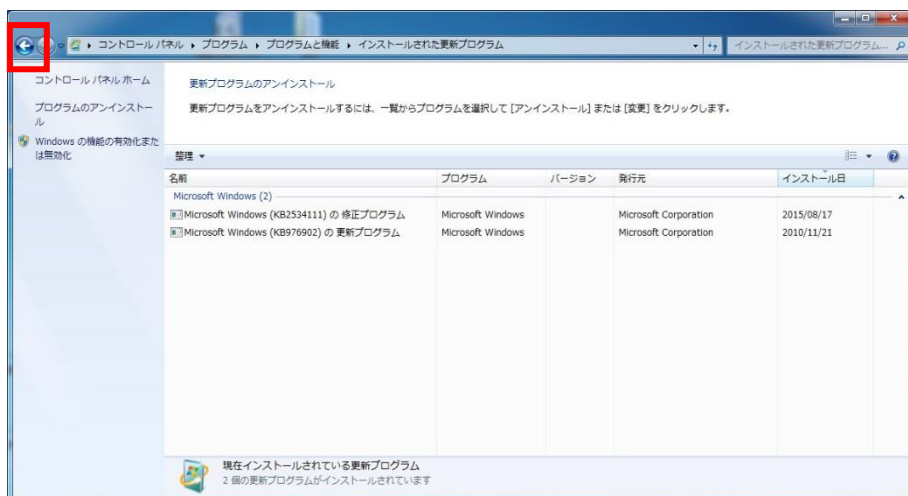 コントロール パネル ▸ プログラム ▸ プログラムと機能 ▸ インストールされた更新プログラム
インストールされた更新プログラム...
コントロール パネル ホーム
プログラムのアンインストー
ル
Windows の機能の有効化また
は無効化
更新プログラムのアンインストール
更新プログラムをアンインストールするには、一覧からプログラムを選択して [アンインストール] または [変更] をクリックします。
整理
名前 プログラム バージョン 発行元 インストール日
Microsoft Windows (2)
Microsoft Windows (KB2534111) の 修正プログラム Microsoft Windows Microsoft Corporation 2015/08/17
Microsoft Windows (KB976902) の 更新プログラム Microsoft Windows Microsoft Corporation 2010/11/21
現在インストールされている更新プログラム
2 個の更新プログラムがインストールされています